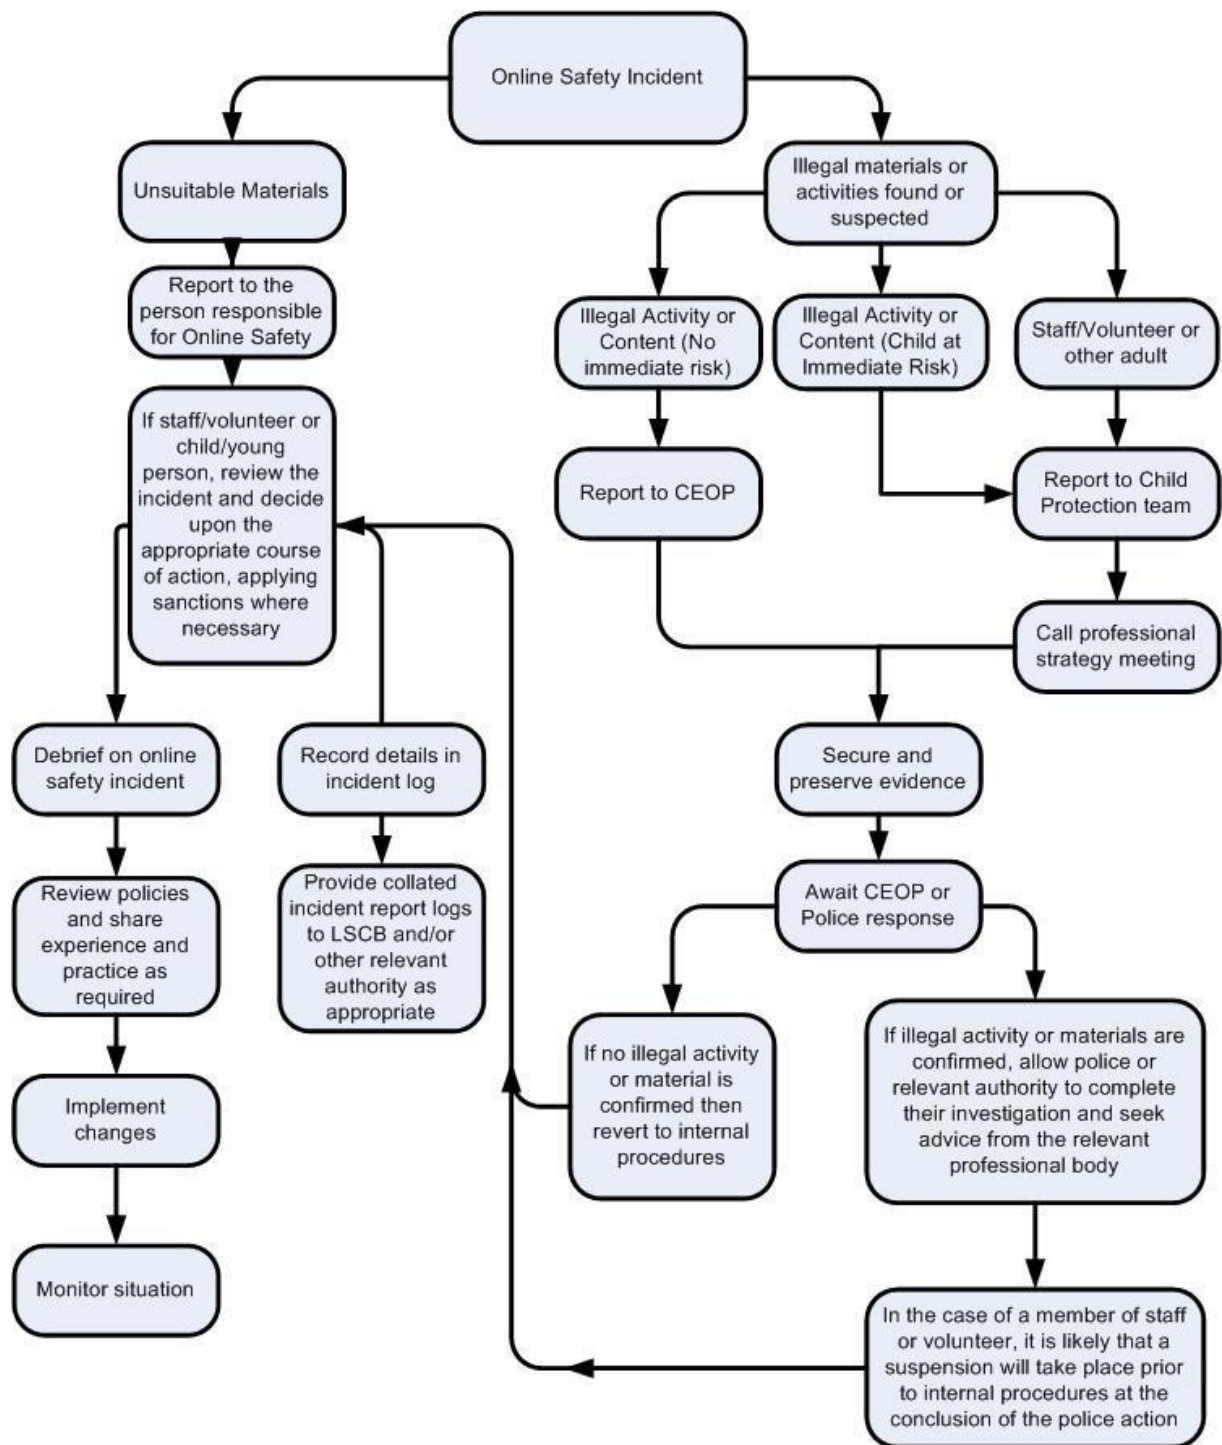 Online Safety Incident
Unsuitable Materials
Illegal materials or
activities found or
suspected
Report to the
person responsible
for Online Safety
Illegal Activity or
Content (No
immediate risk)
Illegal Activity or
Content (Child at
Immediate Risk)
Staff/Volunteer or
other adult
If staff/volunteer or
child/young
person, review the
incident and decide
upon the
appropriate course
of action, applying
sanctions where
necessary
Report to CEOP
Report to Child
Protection team
Call professional
strategy meeting
Debrief on online
safety incident
Record details in
incident log
Secure and
preserve evidence
Review policies
and share
experience and
practice as
required
Provide collated
incident report logs
to LSCB and/or
other relevant
authority as
appropriate
Await CEOP or
Police response
If no illegal activity
or material is
confirmed then
revert to internal
procedures
If illegal activity or materials are
confirmed, allow police or
relevant authority to complete
their investigation and seek
advice from the relevant
professional body
Implement
changes
Monitor situation
In the case of a member of staff
or volunteer, it is likely that a
suspension will take place prior
to internal procedures at the
conclusion of the police action